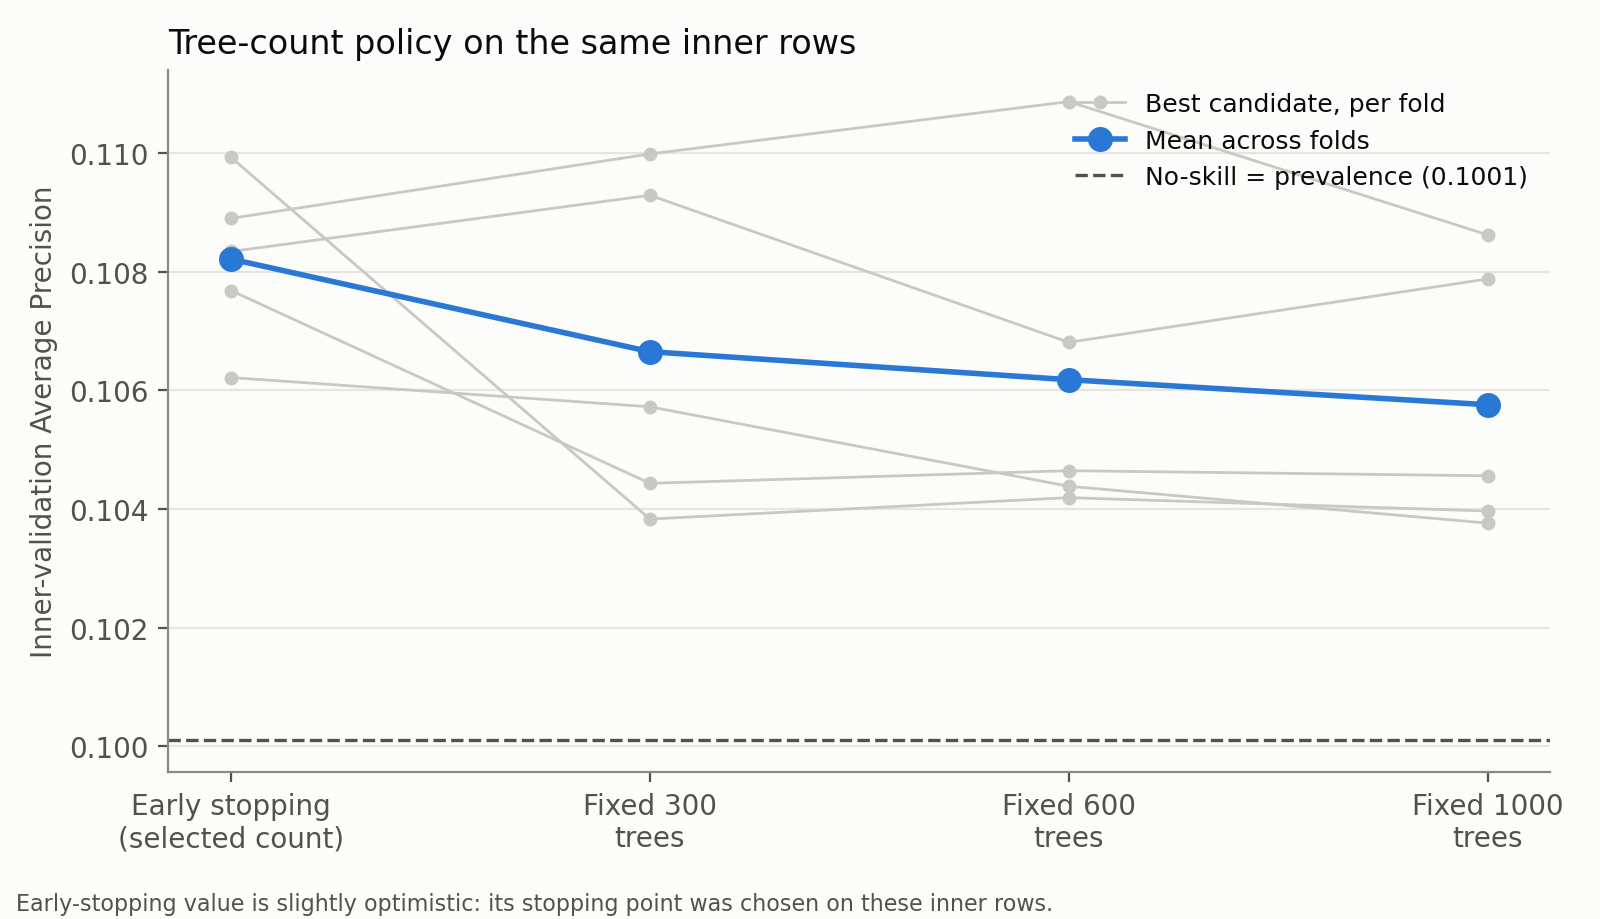 Tree-count policy on the same inner rows
Best candidate, per fold
Mean across folds
No-skill = prevalence (0.1001)
Inner-validation Average Precision
0.110
0.108
0.106
0.104
0.102
0.100
Early stopping
(selected count)
Fixed 300
trees
Fixed 600
trees
Fixed 1000
trees
Early-stopping value is slightly optimistic: its stopping point was chosen on these inner rows.